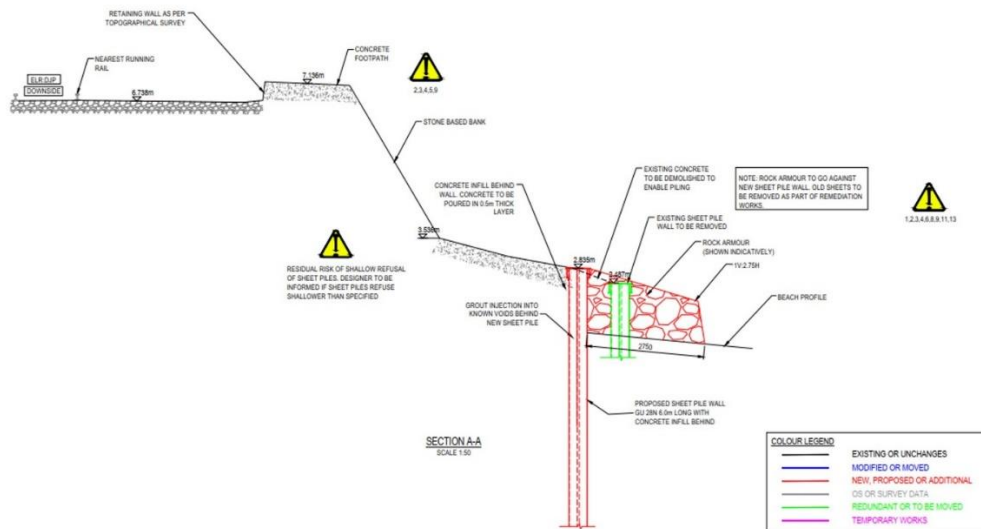 RETAINING WALL AS PER
TOPOGRAPHICAL SURVEY
NEAREST RUNNING
RAIL
ELR:DJP
DOWNSIDE
6.738m
7.136m
CONCRETE
FOOTPATH
2,3,4,5,9
STONE BASED BANK
EXISTING CONCRETE
TO BE DEMOLISHED TO
ENABLE PILING
NOTE: ROCK ARMOUR TO GO AGAINST
NEW SHEET PILE WALL. OLD SHEETS TO
BE REMOVED AS PART OF REMEDIATION
WORKS.
1,2,3,4,6,8,9,11,13
CONCRETE INFILL BEHIND
WALL. CONCRETE TO BE
POURED IN 0.5m THICK
LAYER
EXISTING SHEET PILE
WALL TO BE REMOVED
3.536m
ROCK ARMOUR
(SHOWN INDICATIVELY)
2.835m
2.487m
1V:2.75H
RESIDUAL RISK OF SHALLOW REFUSAL
OF SHEET PILES. DESIGNER TO BE
INFORMED IF SHEET PILES REFUSE
SHALLOWER THAN SPECIFIED
BEACH PROFILE
GROUT INJECTION INTO
KNOWN VOIDS BEHIND
NEW SHEET PILE
2750
PROPOSED SHEET PILE WALL
GU 28N 6.0m LONG WITH
CONCRETE INFILL BEHIND
SECTION A-A
SCALE 1:50
COLOUR LEGEND
EXISTING OR UNCHANGES
MODIFIED OR MOVED
NEW, PROPOSED OR ADDITIONAL
OS OR SURVEY DATA
REDUNDANT OR TO BE MOVED
TEMPORARY WORKS